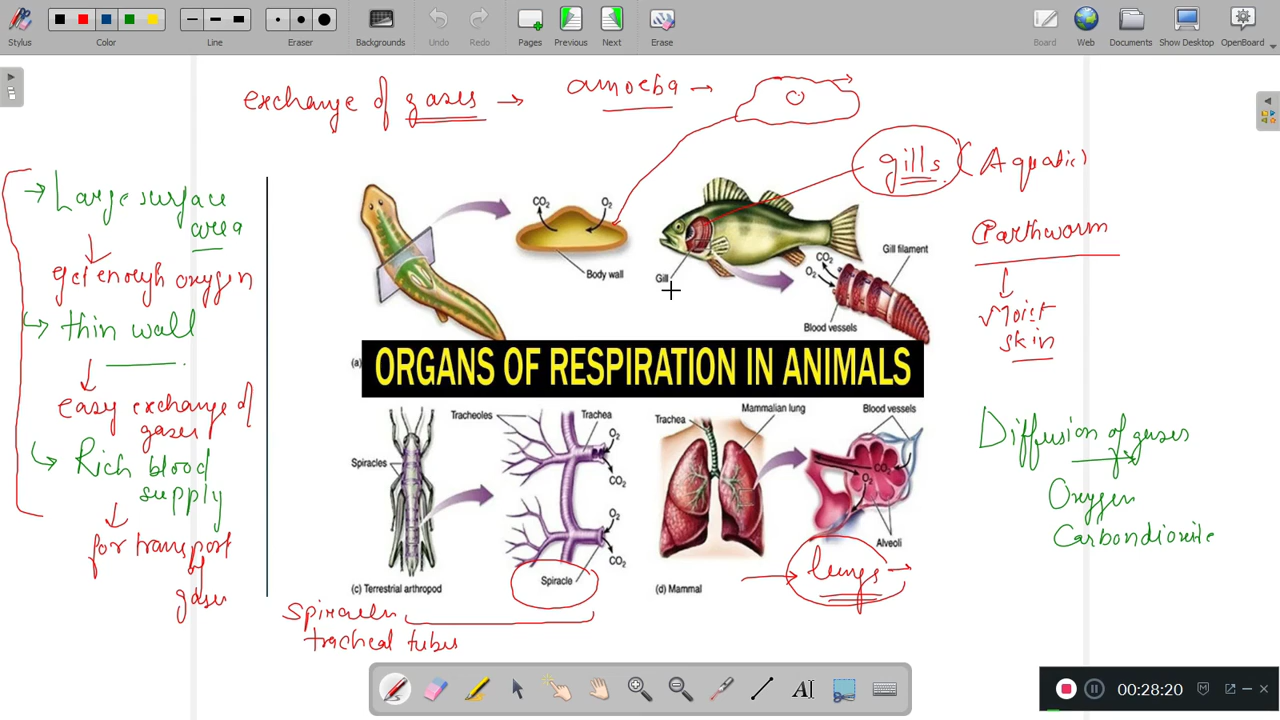 Stylus
Color
Line
Eraser
Backgrounds
Undo
Redo
Pages
Previous
Next
Erase
Board
Web
Documents
Show Desktop
OpenBoard
exchange of gases → amoeba →
gills (Aquatic)
→ Large surface
area
get enough oxygen
→ thin wall
easy exchange of
gases
→ Rich blood
supply
for transport
of
gases
CO2
O2
Body wall
Gill
CO2
O2
Gill filament
Blood vessels
Earthworm
Moist
skin
(a)
ORGANS OF RESPIRATION IN ANIMALS
Spiracles
Tracheoles
Trachea
O2
CO2
O2
CO2
Spiracle
(c) Terrestrial arthropod
Trachea
Mammalian lung
Blood vessels
CO2
O2
Alveoli
(d) Mammal
lungs
Diffusion of gases
Oxygen
Carbondioxide
tracheal tubes
00:28:20